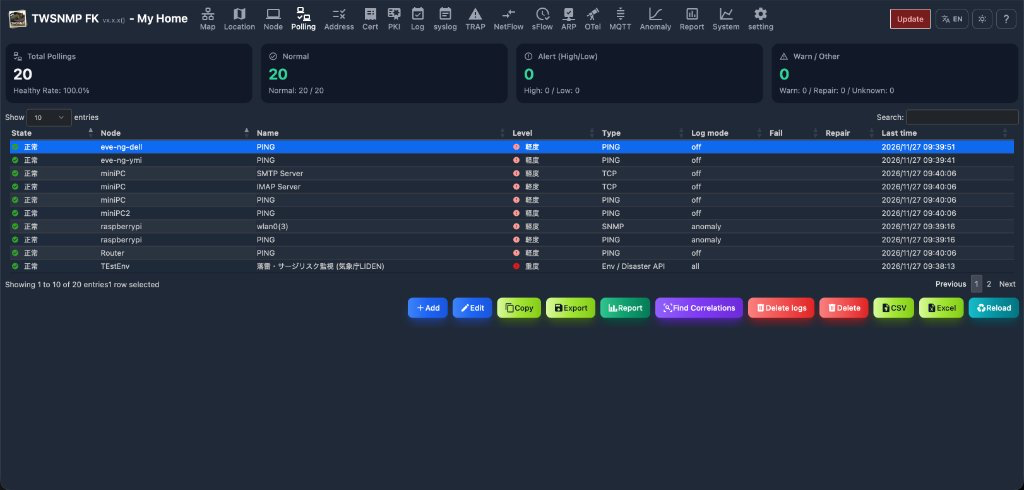 TWSNMP FK vx.x.x() - My Home
Map Location Node Polling Address Cert PKI Log syslog TRAP NetFlow sFlow ARP OTel MQTT Anomaly Report System setting
Update EN ?
Total Pollings
20
Healthy Rate: 100.0%
Normal
20
Normal: 20 / 20
Alert (High/Low)
0
High: 0 / Low: 0
Warn / Other
0
Warn: 0 / Repair: 0 / Unknown: 0
Show 10 entries
Search:
State Node Name Level Type Log mode Fail Repair Last time
正常 eve-ng-dell PING 軽度 PING off 2026/11/27 09:39:51
正常 eve-ng-ymi PING 軽度 PING off 2026/11/27 09:39:41
正常 miniPC SMTP Server 軽度 TCP off 2026/11/27 09:40:06
正常 miniPC IMAP Server 軽度 TCP off 2026/11/27 09:40:06
正常 miniPC PING 軽度 PING off 2026/11/27 09:40:06
正常 miniPC2 PING 軽度 PING off 2026/11/27 09:40:06
正常 raspberrypi wlan0(3) 軽度 SNMP anomaly 2026/11/27 09:39:16
正常 raspberrypi PING 軽度 PING anomaly 2026/11/27 09:39:16
正常 Router PING 軽度 PING off 2026/11/27 09:40:06
正常 TEstEnv 落雷・サージリスク監視 (気象庁LIDEN) 重度 Env / Disaster API all 2026/11/27 09:38:13
Showing 1 to 10 of 20 entries1 row selected
Previous 1 2 Next
+ Add Edit Copy Export Report Find Correlations Delete logs Delete CSV Excel Reload